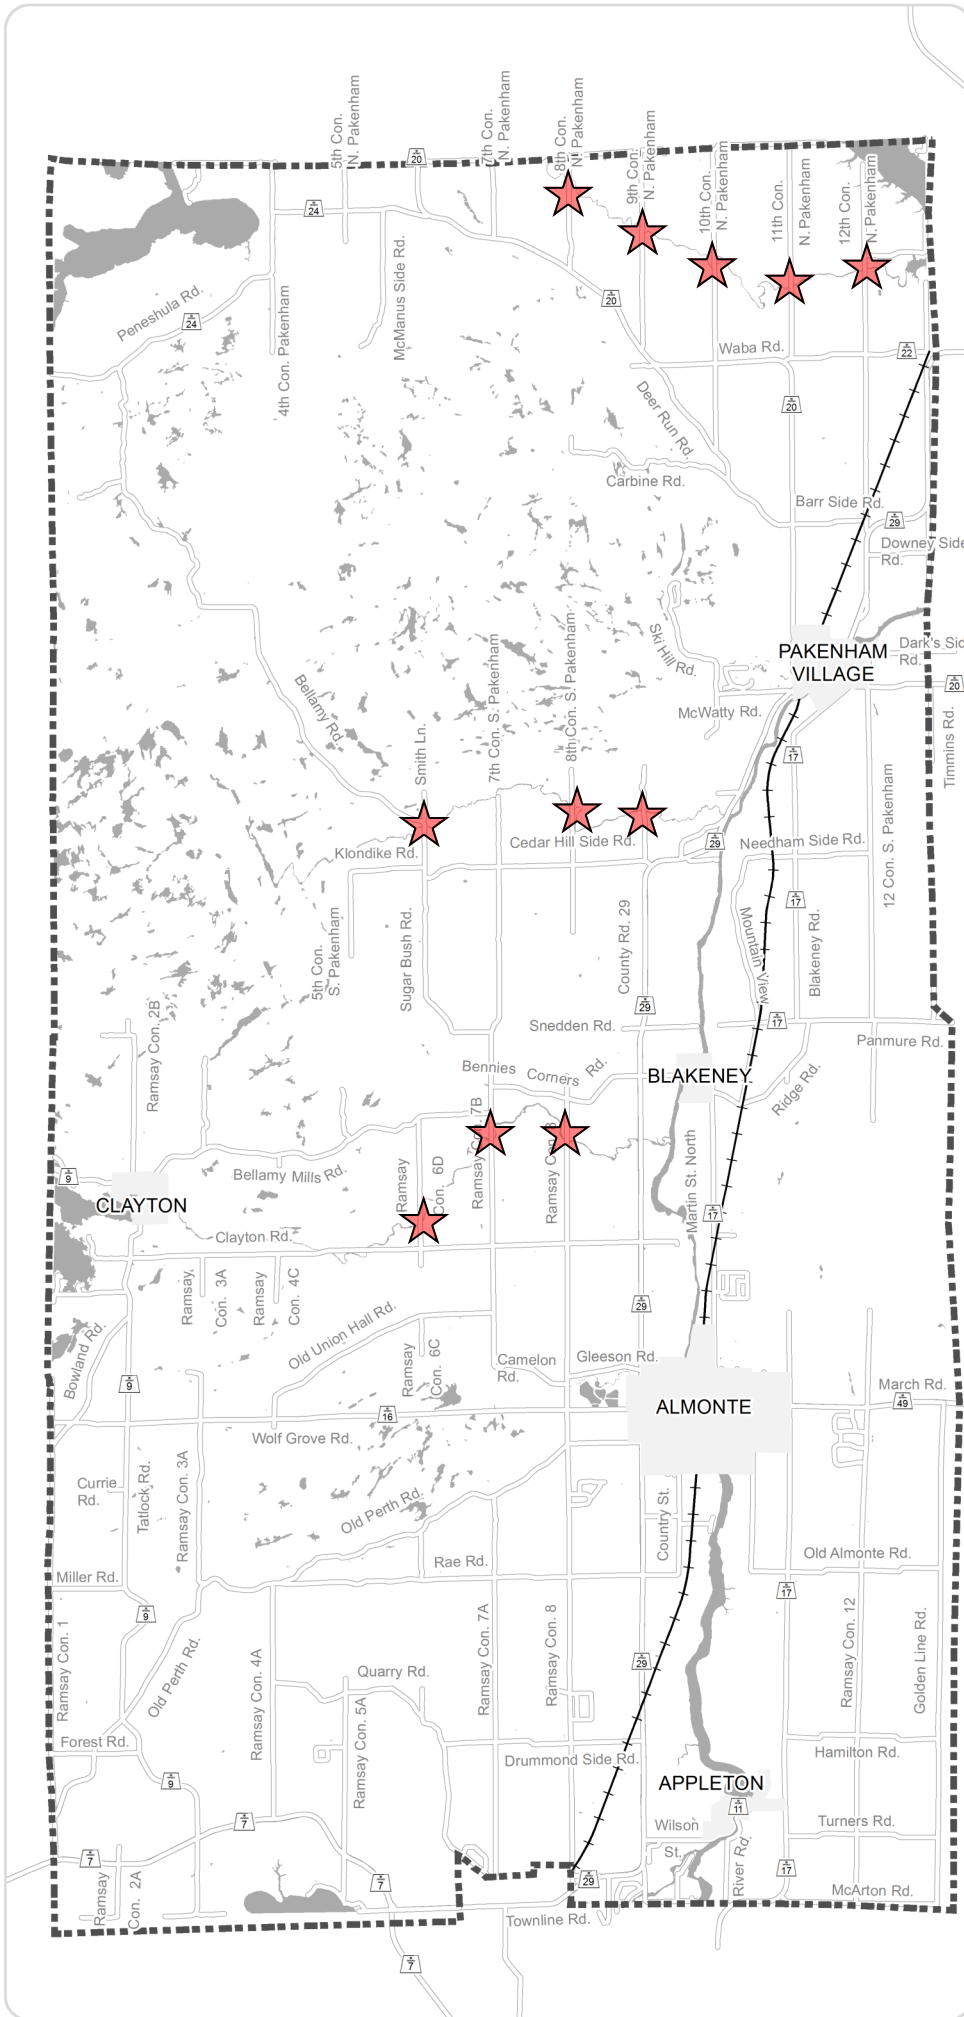 5th Con.
N. Pakenham
7th Con.
N. Pakenham
8th Con.
N. Pakenham
9th Con.
N. Pakenham
10th Con.
N. Pakenham
11th Con.
N. Pakenham
12th Con.
N. Pakenham
20
24
Peneshula Rd.
24
4th Con. Pakenham
McManus Side Rd.
20
Waba Rd.
22
20
Deer Run Rd.
Carbine Rd.
Barr Side Rd.
29
Downey Side
Rd.
Ski Hill Rd.
PAKENHAM
VILLAGE
Dark's Sid
Rd.
20
McWatty Rd.
17
Timmins Rd.
Bellamy Rd.
Smith Ln.
7th Con. S. Pakenham
8th Con. S. Pakenham
Klondike Rd.
Cedar Hill Side Rd.
29
Needham Side Rd.
12 Con. S. Pakenham
5th Con.
S. Pakenham
Sugar Bush Rd.
County Rd. 29
17
Mountain View
Blakeney Rd.
29
Snedden Rd.
17
Panmure Rd.
Ramsay Con. 2B
Bennies Corners Rd.
BLAKENEY
Ridge Rd.
Ramsay Con. 7B
Ramsay Con. 8
Ramsay
Con. 6D
Martin St. North
9
CLAYTON
Bellamy Mills Rd.
17
Clayton Rd.
Ramsay
Con. 3A
Ramsay
Con. 4C
29
Old Union Hall Rd.
Bowland Rd.
Ramsay
Con. 6C
Camelon
Rd.
Gleeson Rd.
9
March Rd.
49
16
ALMONTE
Wolf Grove Rd.
Currie
Rd.
Tatlock Rd.
Ramsay Con. 3A
Old Perth Rd.
Country St.
Rae Rd.
Old Almonte Rd.
Miller Rd.
9
17
Ramsay Con. 1
Old Perth Rd.
Ramsay Con. 4A
Quarry Rd.
Ramsay Con. 5A
Ramsay Con. 7A
Ramsay Con. 8
29
Ramsay Con. 12
Golden Line Rd.
Forest Rd.
Drummond Side Rd.
Hamilton Rd.
9
APPLETON
11
7
Wilson
St.
Turners Rd.
7
Ramsay
Con. 2A
7
29
River Rd.
17
McArton Rd.
Townline Rd.
7